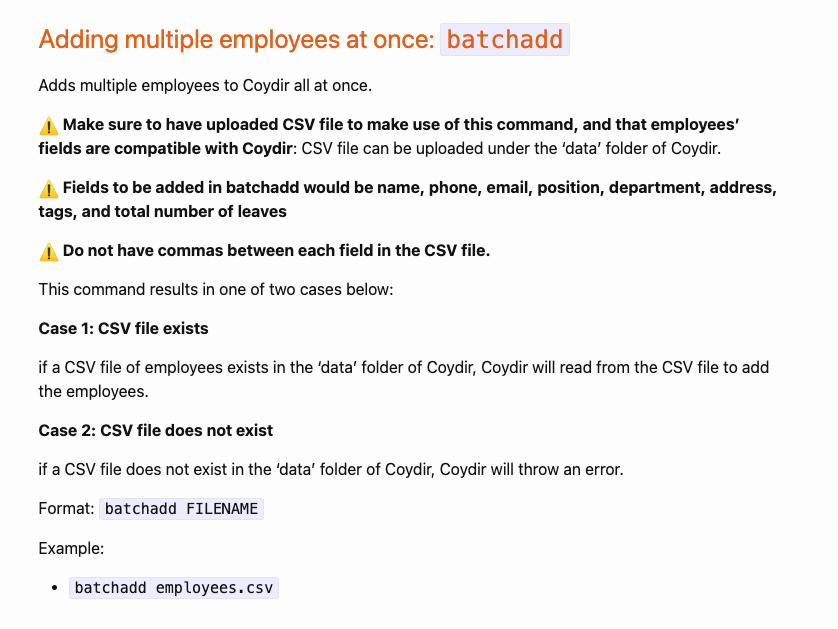 Adding multiple employees at once: batchadd
Adds multiple employees to Coydir all at once.
⚠️ Make sure to have uploaded CSV file to make use of this command, and that employees’
fields are compatible with Coydir: CSV file can be uploaded under the ‘data’ folder of Coydir.
⚠️ Fields to be added in batchadd would be name, phone, email, position, department, address,
tags, and total number of leaves
⚠️ Do not have commas between each field in the CSV file.
This command results in one of two cases below:
Case 1: CSV file exists
if a CSV file of employees exists in the ‘data’ folder of Coydir, Coydir will read from the CSV file to add
the employees.
Case 2: CSV file does not exist
if a CSV file does not exist in the ‘data’ folder of Coydir, Coydir will throw an error.
Format: batchadd FILENAME
Example:
• batchadd employees.csv